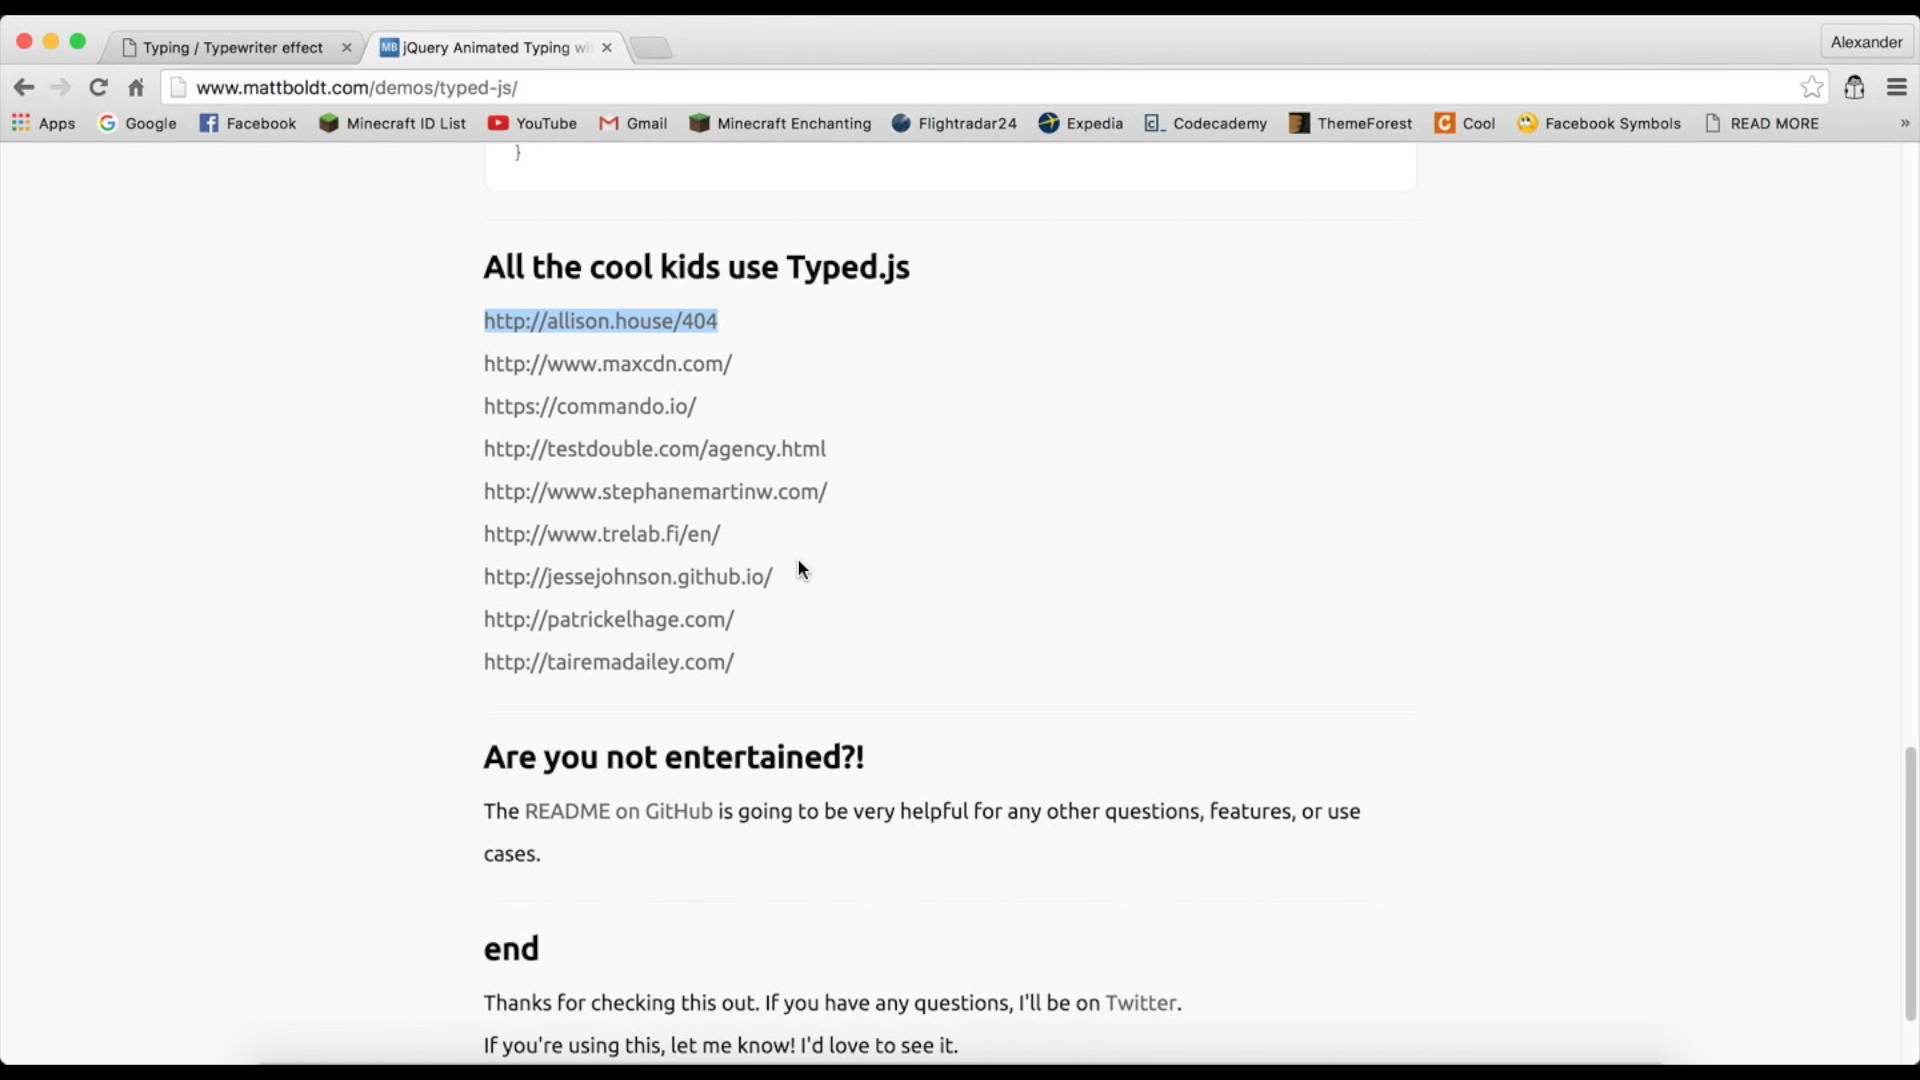 Typing / Typewriter effect
MB jQuery Animated Typing wi
Alexander
www.mattboldt.com/demos/typed-js/
Apps Google Facebook Minecraft ID List YouTube Gmail Minecraft Enchanting Flightradar24 Expedia Codecademy ThemeForest Cool Facebook Symbols READ MORE »
}
All the cool kids use Typed.js
http://allison.house/404
http://www.maxcdn.com/
https://commando.io/
http://testdouble.com/agency.html
http://www.stephanemartinw.com/
http://www.trelab.fi/en/
http://jessejohnson.github.io/
http://patrickelhage.com/
http://tairemadailey.com/
Are you not entertained?!
The README on GitHub is going to be very helpful for any other questions, features, or use
cases.
end
Thanks for checking this out. If you have any questions, I'll be on Twitter.
If you're using this, let me know! I'd love to see it.